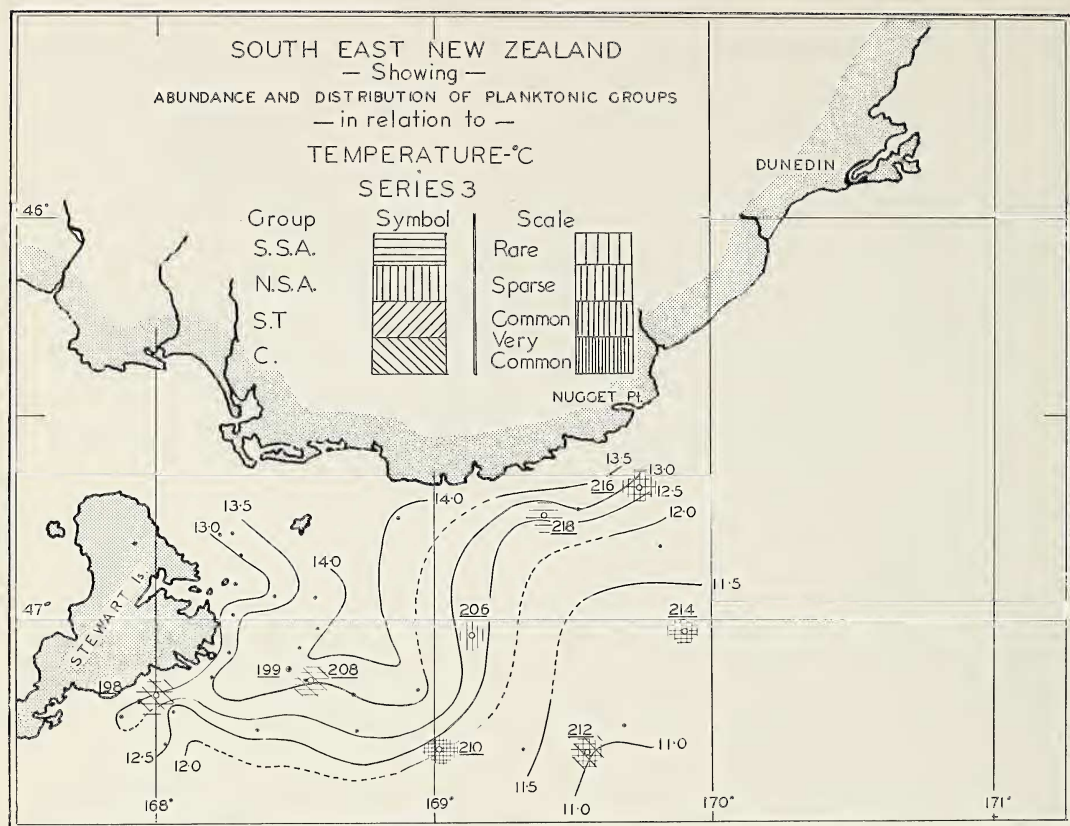 SOUTH EAST NEW ZEALAND
— Showing —
ABUNDANCE AND DISTRIBUTION OF PLANKTONIC GROUPS
— in relation to —
TEMPERATURE-°C
SERIES 3
Group Symbol Scale
S.S.A. Rare
N.S.A. Sparse
S.T Common
C. Very Common
DUNEDIN
46°
NUGGET Pt.
13·5
216 13·0
12·5
14·0
12·0
218
13·5
13·0
14·0
11·5
47°
206
214
STEWART Is.
199 208
198
212
210
11·0
12·5
12·0
11·5
11·0
168° 169° 170° 171°